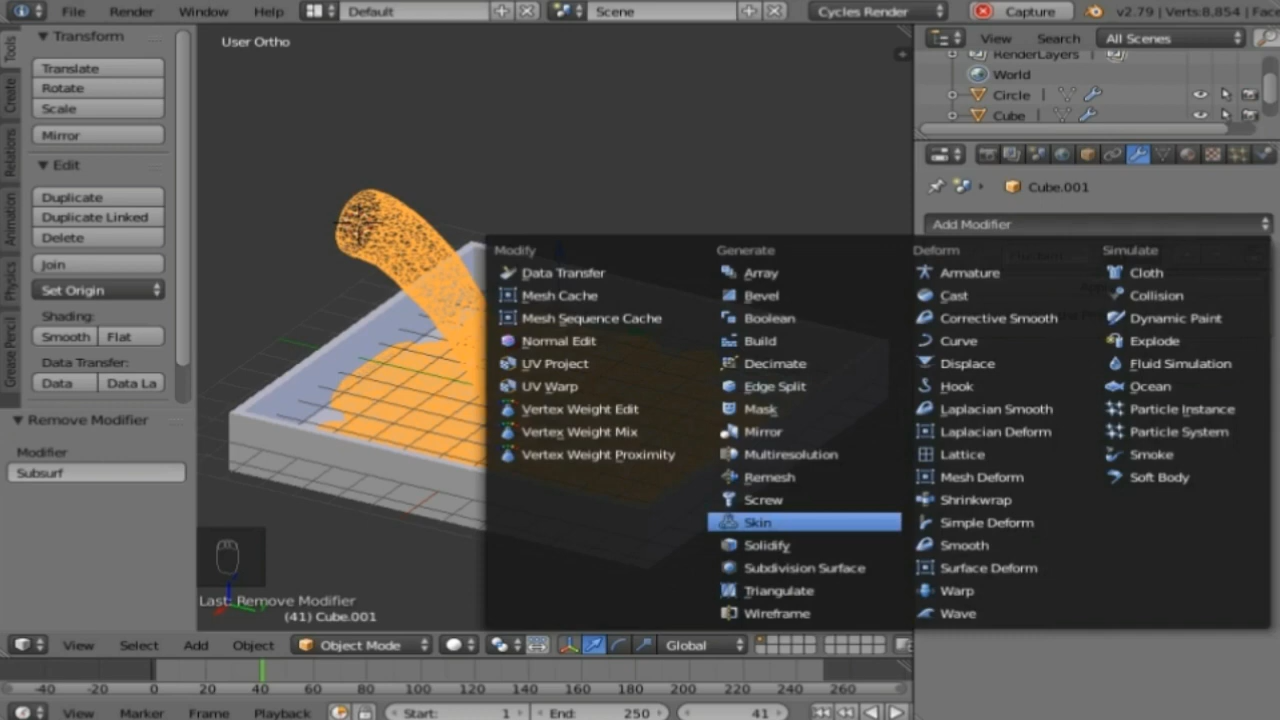 File Render Window Help Default Scene Cycles Render Capture v2.79 | Verts:8,854 | Fac
Tools
Create
Relations
Animation
Physics
Grease Pencil
Transform
Translate
Rotate
Scale
Mirror
Edit
Duplicate
Duplicate Linked
Delete
Join
Set Origin
Shading:
Smooth Flat
Data Transfer:
Data Data La
Remove Modifier
Modifier
Subsurf
User Ortho
Last: Remove Modifier
(41) Cube.001
View Search All Scenes
RenderLayers
World
Circle
Cube
Cube.001
Add Modifier
Modify
Data Transfer
Mesh Cache
Mesh Sequence Cache
Normal Edit
UV Project
UV Warp
Vertex Weight Edit
Vertex Weight Mix
Vertex Weight Proximity
Generate
Array
Bevel
Boolean
Build
Decimate
Edge Split
Mask
Mirror
Multiresolution
Remesh
Screw
Skin
Solidify
Subdivision Surface
Triangulate
Wireframe
Deform
Armature
Cast
Corrective Smooth
Curve
Displace
Hook
Laplacian Smooth
Laplacian Deform
Lattice
Mesh Deform
Shrinkwrap
Simple Deform
Smooth
Surface Deform
Warp
Wave
Simulate
Cloth
Collision
Dynamic Paint
Explode
Fluid Simulation
Ocean
Particle Instance
Particle System
Smoke
Soft Body
View Select Add Object Object Mode Global
-40 -20 0 20 40 60 80 100 120 140 160 180 200 220 240 260
View Marker Frame Playback Start: 1 End: 250 41